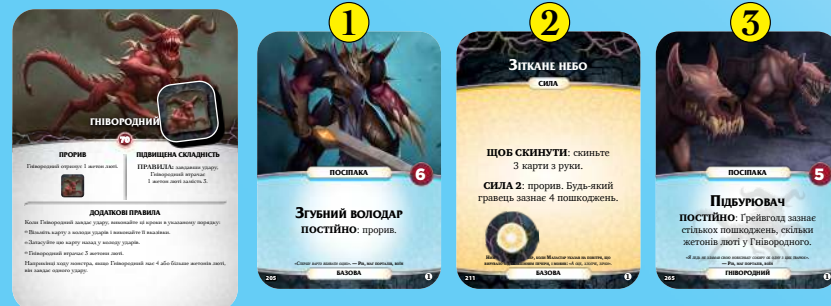 1
2
3
ГНІВОРОДНИЙ
70
ПРОРИВ
Гнівородний отримує 1 жетон люті.
ПІДВИЩЕНА СКЛАДНІСТЬ
ПРАВИЛА: завдавши удару,
Гнівородний втрачає
1 жетон люті замість 3.
ДОДАТКОВІ ПРАВИЛА
Коли Гнівородний завдає удару, виконайте ці кроки в указаному порядку:
Візьміть карту з колоди ударів і виконайте її вказівки.
Затасуйте цю карту назад у колоду ударів.
Гнівородний втрачає 3 жетони люті.
Наприкінці ходу монстра, якщо Гнівородний має 4 або більше жетонів люті,
він завдає одного удару.
ПОСІПАКА
6
ЗГУБНИЙ ВОЛОДАР
ПОСТІЙНО: прорив.
205
БАЗОВА
ЗІТКАНЕ НЕБО
СИЛА
ЩОБ СКИНУТИ: скиньте
3 карти з руки.
СИЛА 2: прорив. Будь-який
гравець зазнає 4 пошкоджень.
211
БАЗОВА
ПОСІПАКА
5
ПІДБУРЮВАЧ
ПОСТІЙНО: Ґрейвголд зазнає
стількох пошкоджень, скільки
жетонів люті у Гнівородного.
265
ГНІВОРОДНИЙ